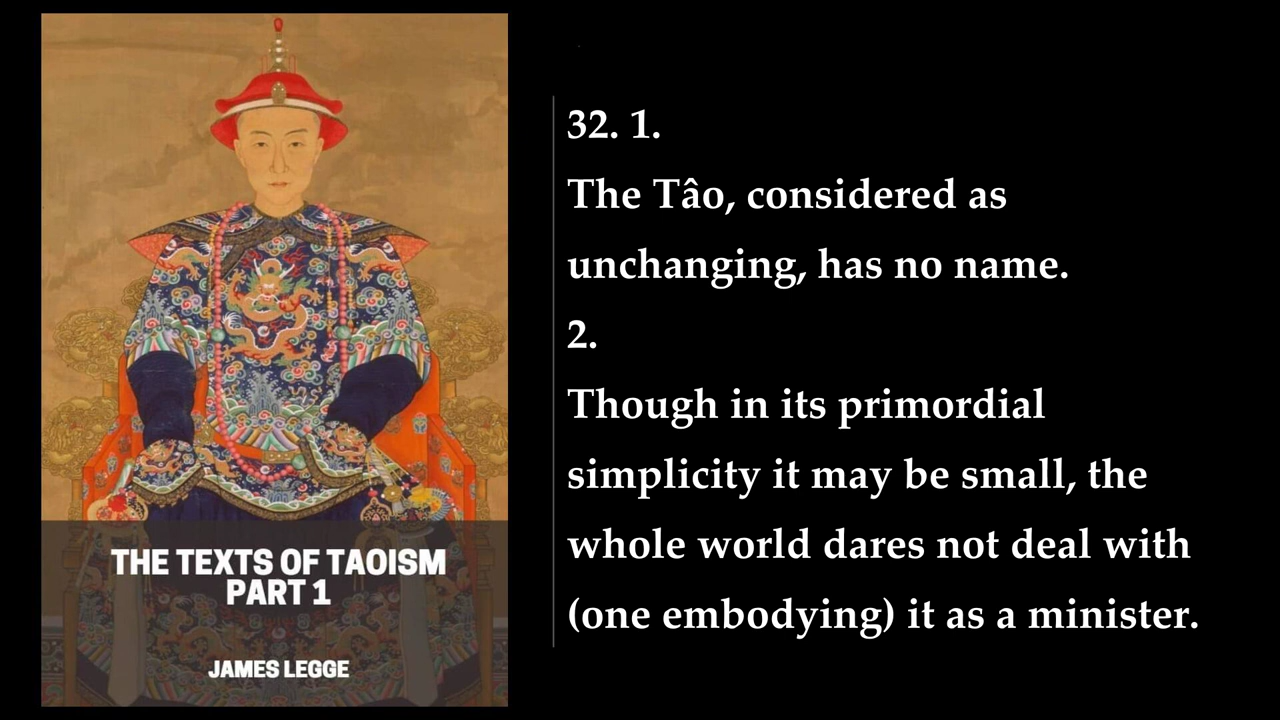 THE TEXTS OF TAOISM
PART 1
JAMES LEGGE
32. 1.
The Tâo, considered as
unchanging, has no name.
2.
Though in its primordial
simplicity it may be small, the
whole world dares not deal with
(one embodying) it as a minister.